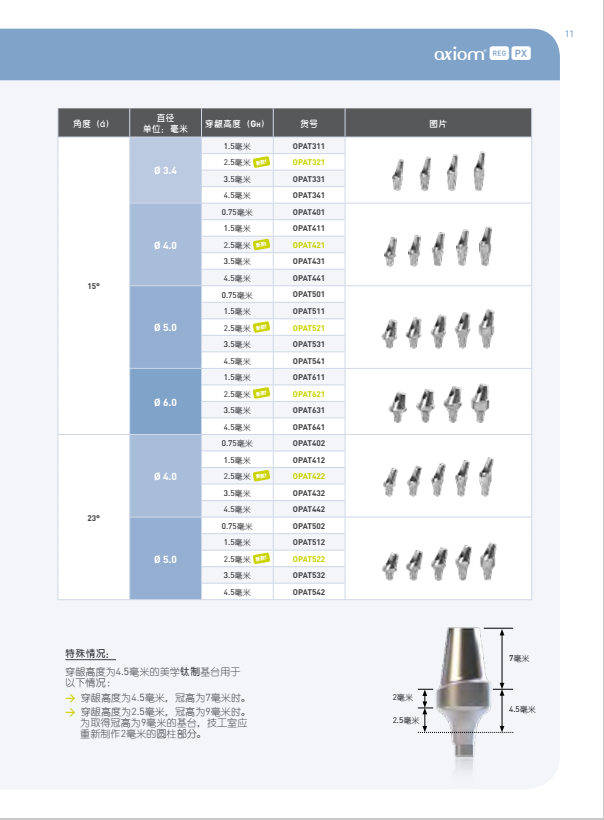 11
axiom® REG PX
角度（á） 直径 单位：毫米 穿龈高度（GH） 货号 图片
15° Ø 3.4 1.5毫米 OPAT311
2.5毫米 OPAT321
3.5毫米 OPAT331
4.5毫米 OPAT341
Ø 4.0 0.75毫米 OPAT401
1.5毫米 OPAT411
2.5毫米 OPAT421
3.5毫米 OPAT431
4.5毫米 OPAT441
Ø 5.0 0.75毫米 OPAT501
1.5毫米 OPAT511
2.5毫米 OPAT521
3.5毫米 OPAT531
4.5毫米 OPAT541
Ø 6.0 1.5毫米 OPAT611
2.5毫米 OPAT621
3.5毫米 OPAT631
4.5毫米 OPAT641
23° Ø 4.0 0.75毫米 OPAT402
1.5毫米 OPAT412
2.5毫米 OPAT422
3.5毫米 OPAT432
4.5毫米 OPAT442
Ø 5.0 0.75毫米 OPAT502
1.5毫米 OPAT512
2.5毫米 OPAT522
3.5毫米 OPAT532
4.5毫米 OPAT542
特殊情况：
穿龈高度为4.5毫米的美学钛制基台用于
以下情况：
→ 穿龈高度为4.5毫米，冠高为7毫米时。
→ 穿龈高度为2.5毫米，冠高为9毫米时。
为取得冠高为9毫米的基台，技工室应
重新制作2毫米的圆柱部分。
7毫米
2毫米
4.5毫米
2.5毫米